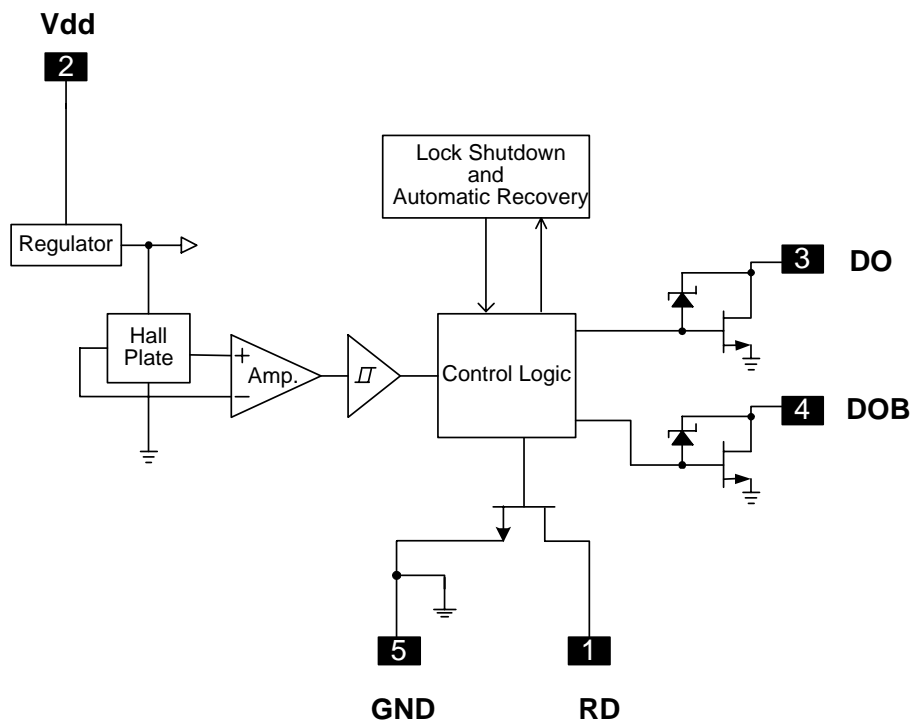 Vdd
2
Lock Shutdown
and
Automatic Recovery
Regulator
3 DO
Hall
Plate
+
Amp.
−
Control Logic
4 DOB
5
1
GND
RD